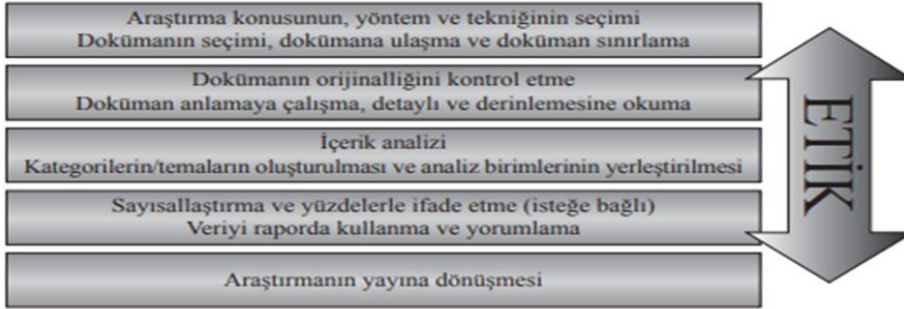 Araştırma konusunun, yöntem ve tekniğinin seçimi
Dokümanın seçimi, dokümana ulaşma ve doküman sınırlama
Dokümanın orijinalliğini kontrol etme
Doküman anlamaya çalışma, detaylı ve derinlemesine okuma
İçerik analizi
Kategorilerin/temaların oluşturulması ve analiz birimlerinin yerleştirilmesi
Sayısallaştırma ve yüzdelerle ifade etme (isteğe bağlı)
Veriyi raporda kullanma ve yorumlama
Araştırmanın yayına dönüşmesi
ETİK